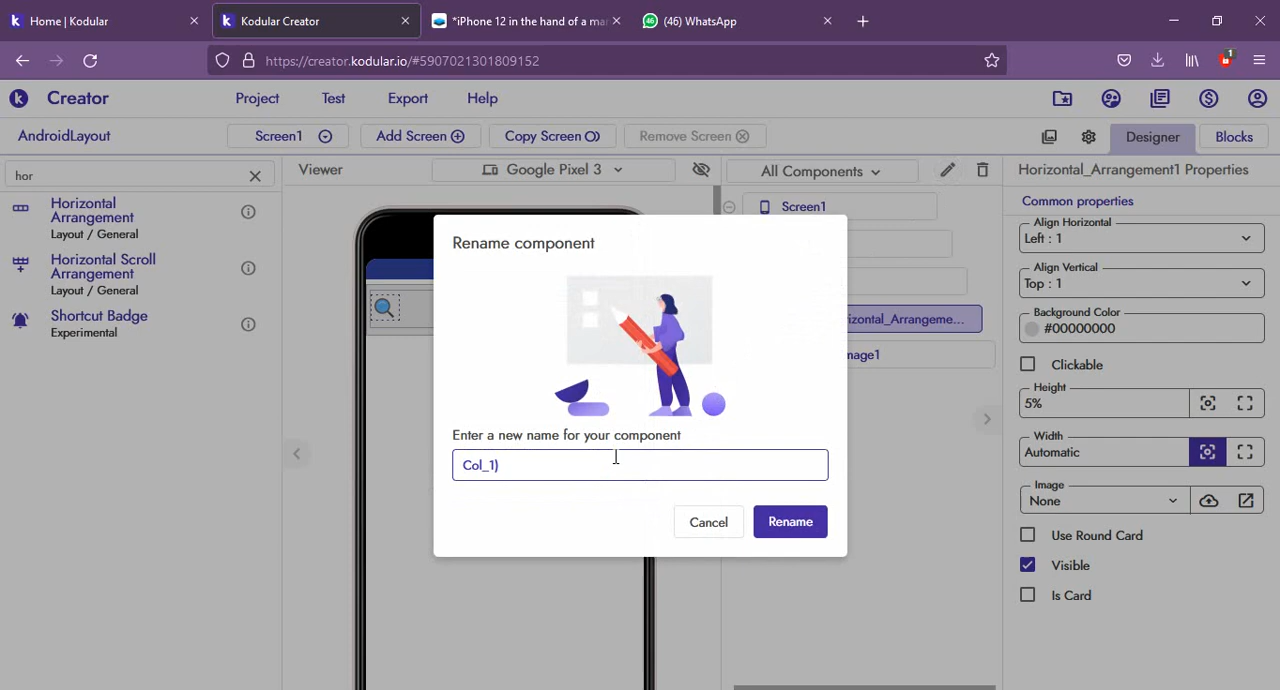 Home | Kodular
Kodular Creator
*iPhone 12 in the hand of a mar
(46) WhatsApp
https://creator.kodular.io/#5907021301809152
1
Creator
Project
Test
Export
Help
AndroidLayout
Screen1
Add Screen
Copy Screen
Remove Screen
Designer
Blocks
hor
Viewer
Google Pixel 3
All Components
Horizontal_Arrangement1 Properties
Horizontal
Arrangement
Layout / General
Horizontal Scroll
Arrangement
Layout / General
Shortcut Badge
Experimental
Screen1
izontal_Arrangeme...
mage1
Rename component
Enter a new name for your component
Col_1)
Cancel
Rename
Common properties
Align Horizontal
Left : 1
Align Vertical
Top : 1
Background Color
#00000000
Clickable
Height
5%
Width
Automatic
Image
None
Use Round Card
Visible
Is Card